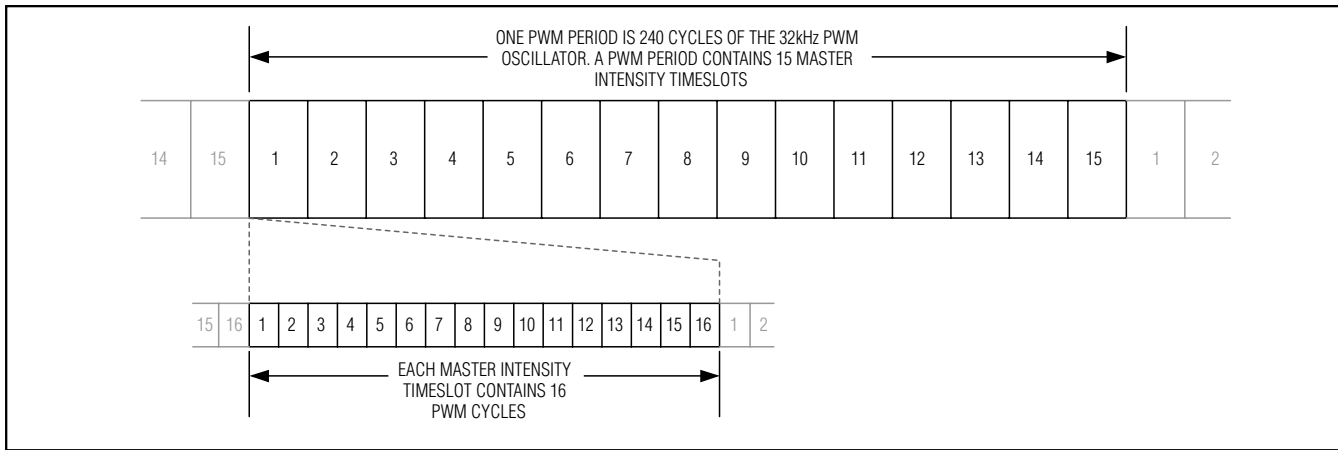 ONE PWM PERIOD IS 240 CYCLES OF THE 32kHz PWM
OSCILLATOR. A PWM PERIOD CONTAINS 15 MASTER
INTENSITY TIMESLOTS
14 15 1 2 3 4 5 6 7 8 9 10 11 12 13 14 15 1 2
15 16 1 2 3 4 5 6 7 8 9 10 11 12 13 14 15 16 1 2
EACH MASTER INTENSITY
TIMESLOT CONTAINS 16
PWM CYCLES